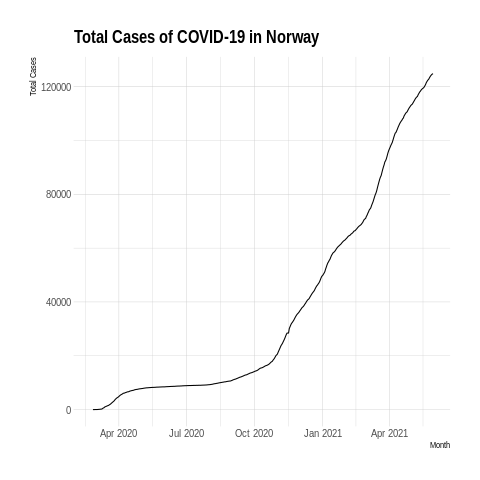 Total Cases of COVID-19 in Norway
Total Cases
120000
80000
40000
0
Apr 2020 Jul 2020 Oct 2020 Jan 2021 Apr 2021
Month